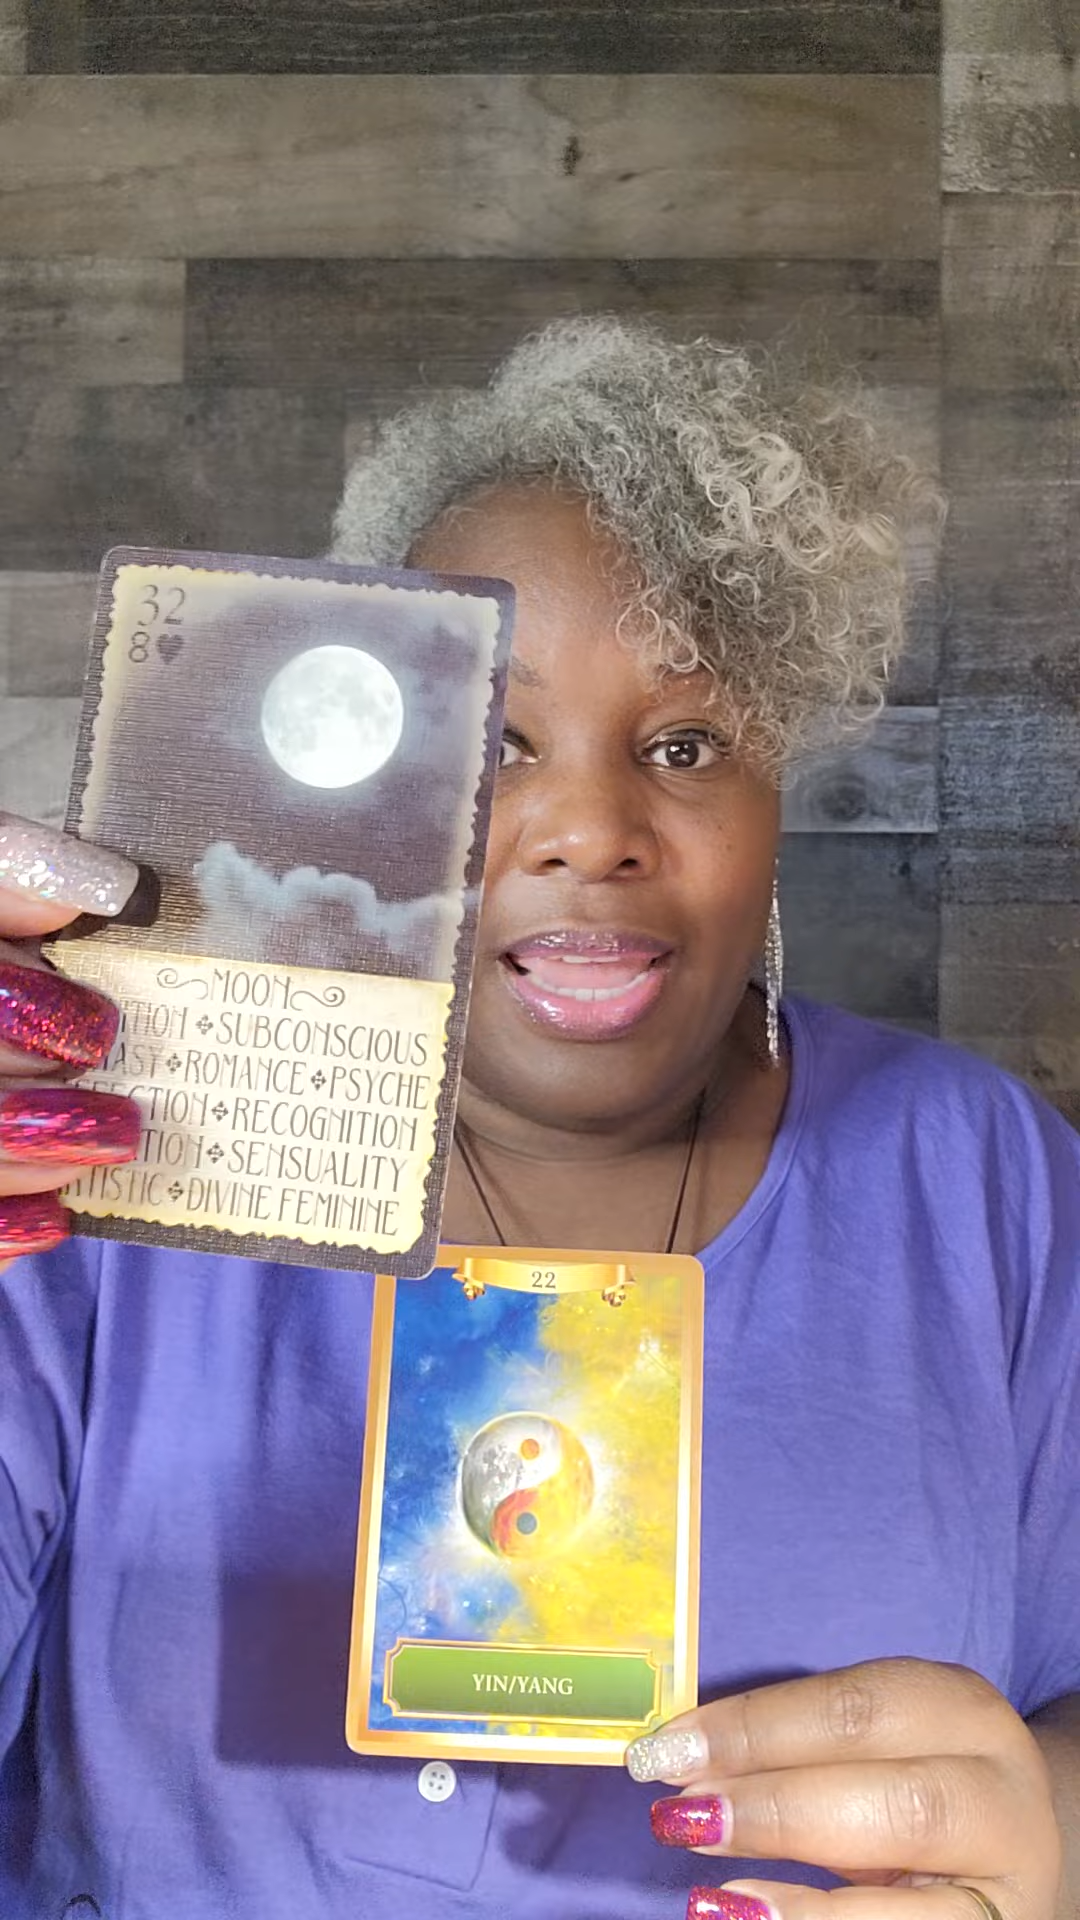 32
8♥
MOON
SUBCONSCIOUS
ROMANCE ❖ PSYCHE
RECOGNITION
SENSUALITY
DIVINE FEMININE
22
YIN/YANG